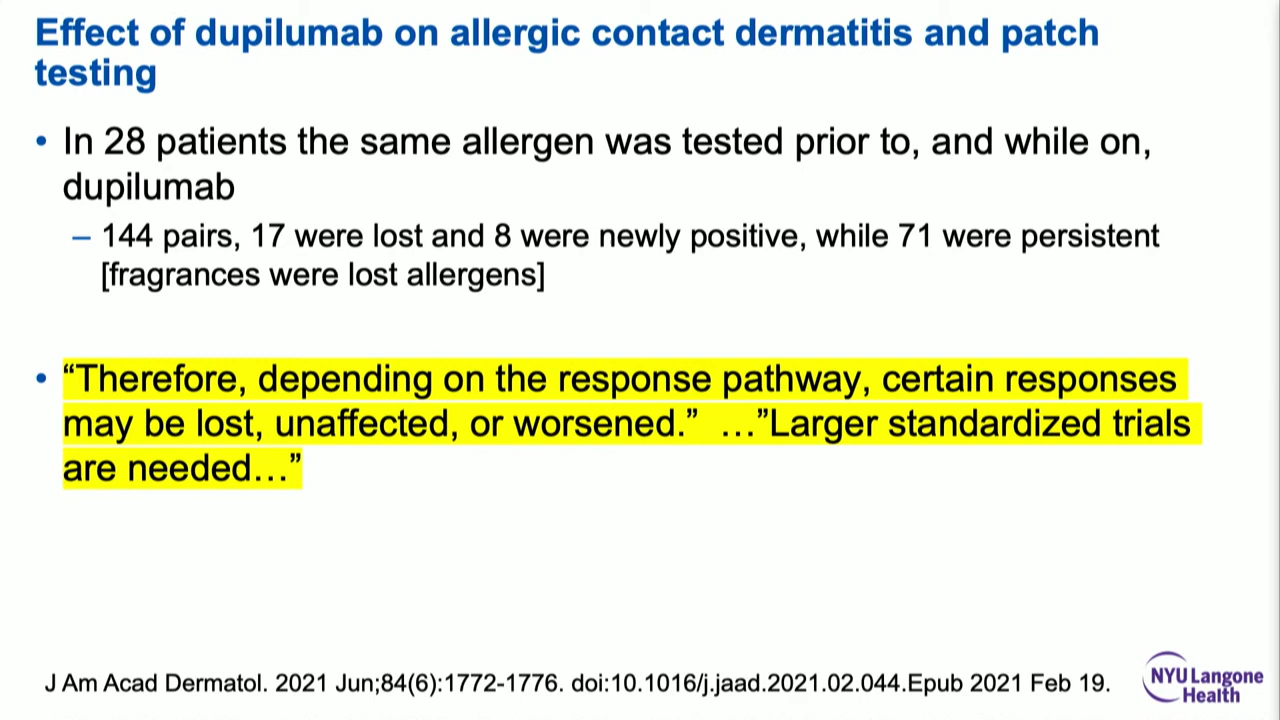 Effect of dupilumab on allergic contact dermatitis and patch
testing
• In 28 patients the same allergen was tested prior to, and while on,
dupilumab
– 144 pairs, 17 were lost and 8 were newly positive, while 71 were persistent
[fragrances were lost allergens]
• “Therefore, depending on the response pathway, certain responses
may be lost, unaffected, or worsened.” …”Larger standardized trials
are needed…”
J Am Acad Dermatol. 2021 Jun;84(6):1772-1776. doi:10.1016/j.jaad.2021.02.044.Epub 2021 Feb 19.
NYU Langone
Health